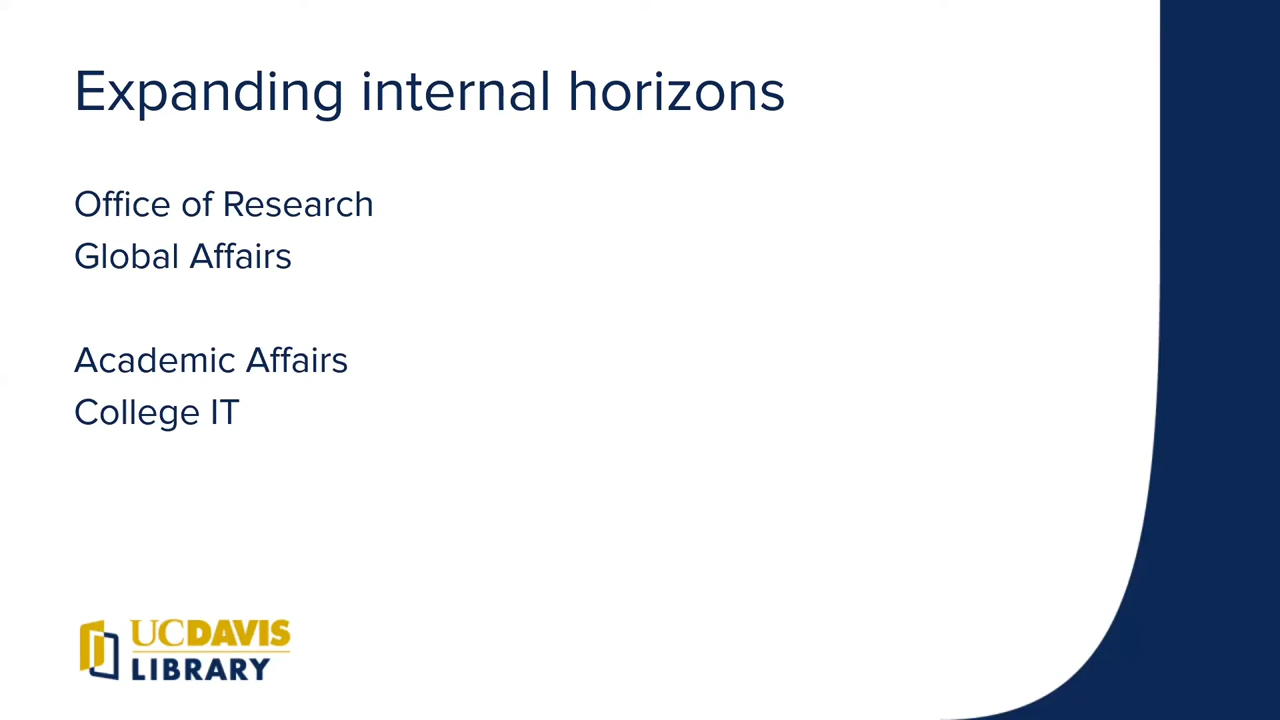 Expanding internal horizons
Office of Research
Global Affairs
Academic Affairs
College IT
UCDAVIS
LIBRARY